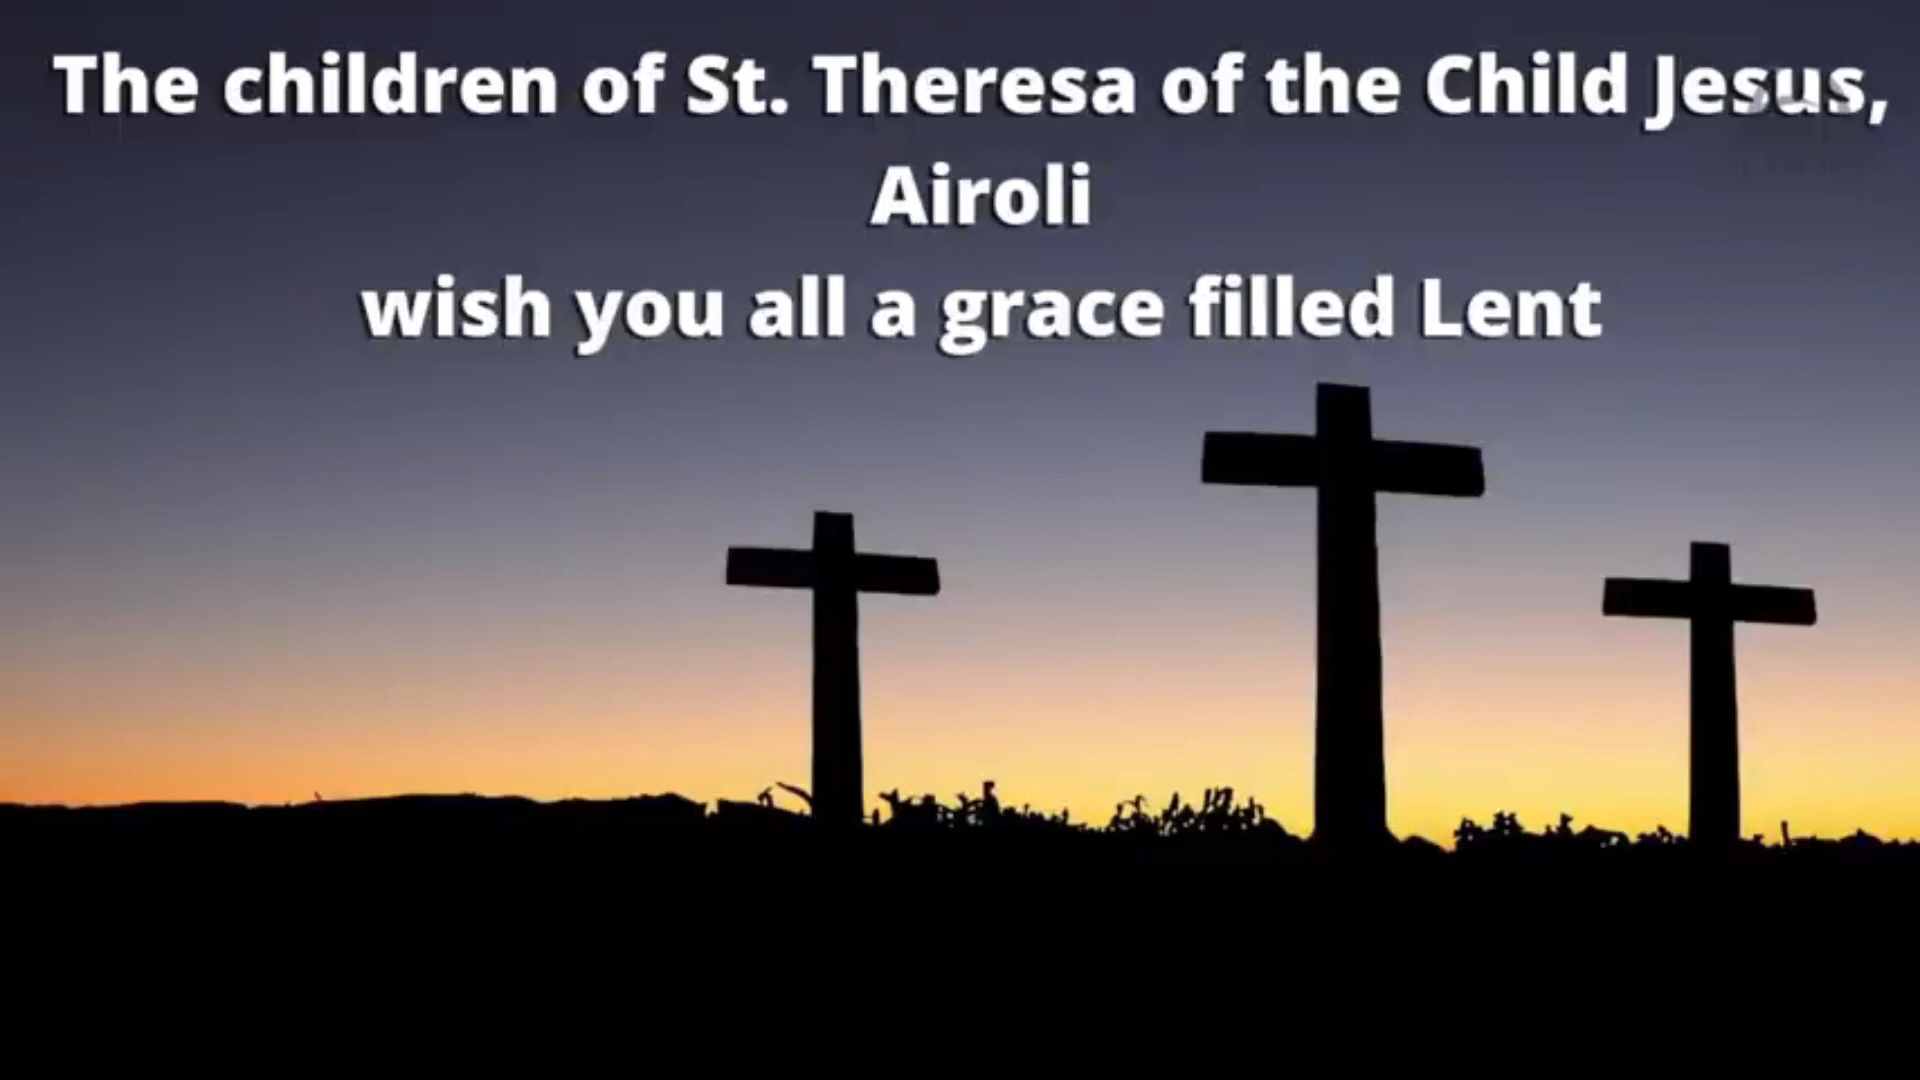 The children of St. Theresa of the Child Jesus,
Airoli
wish you all a grace filled Lent